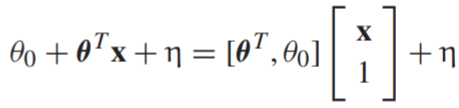 θ₀ + θᵀx + η = [θᵀ, θ₀] [x 1] + η